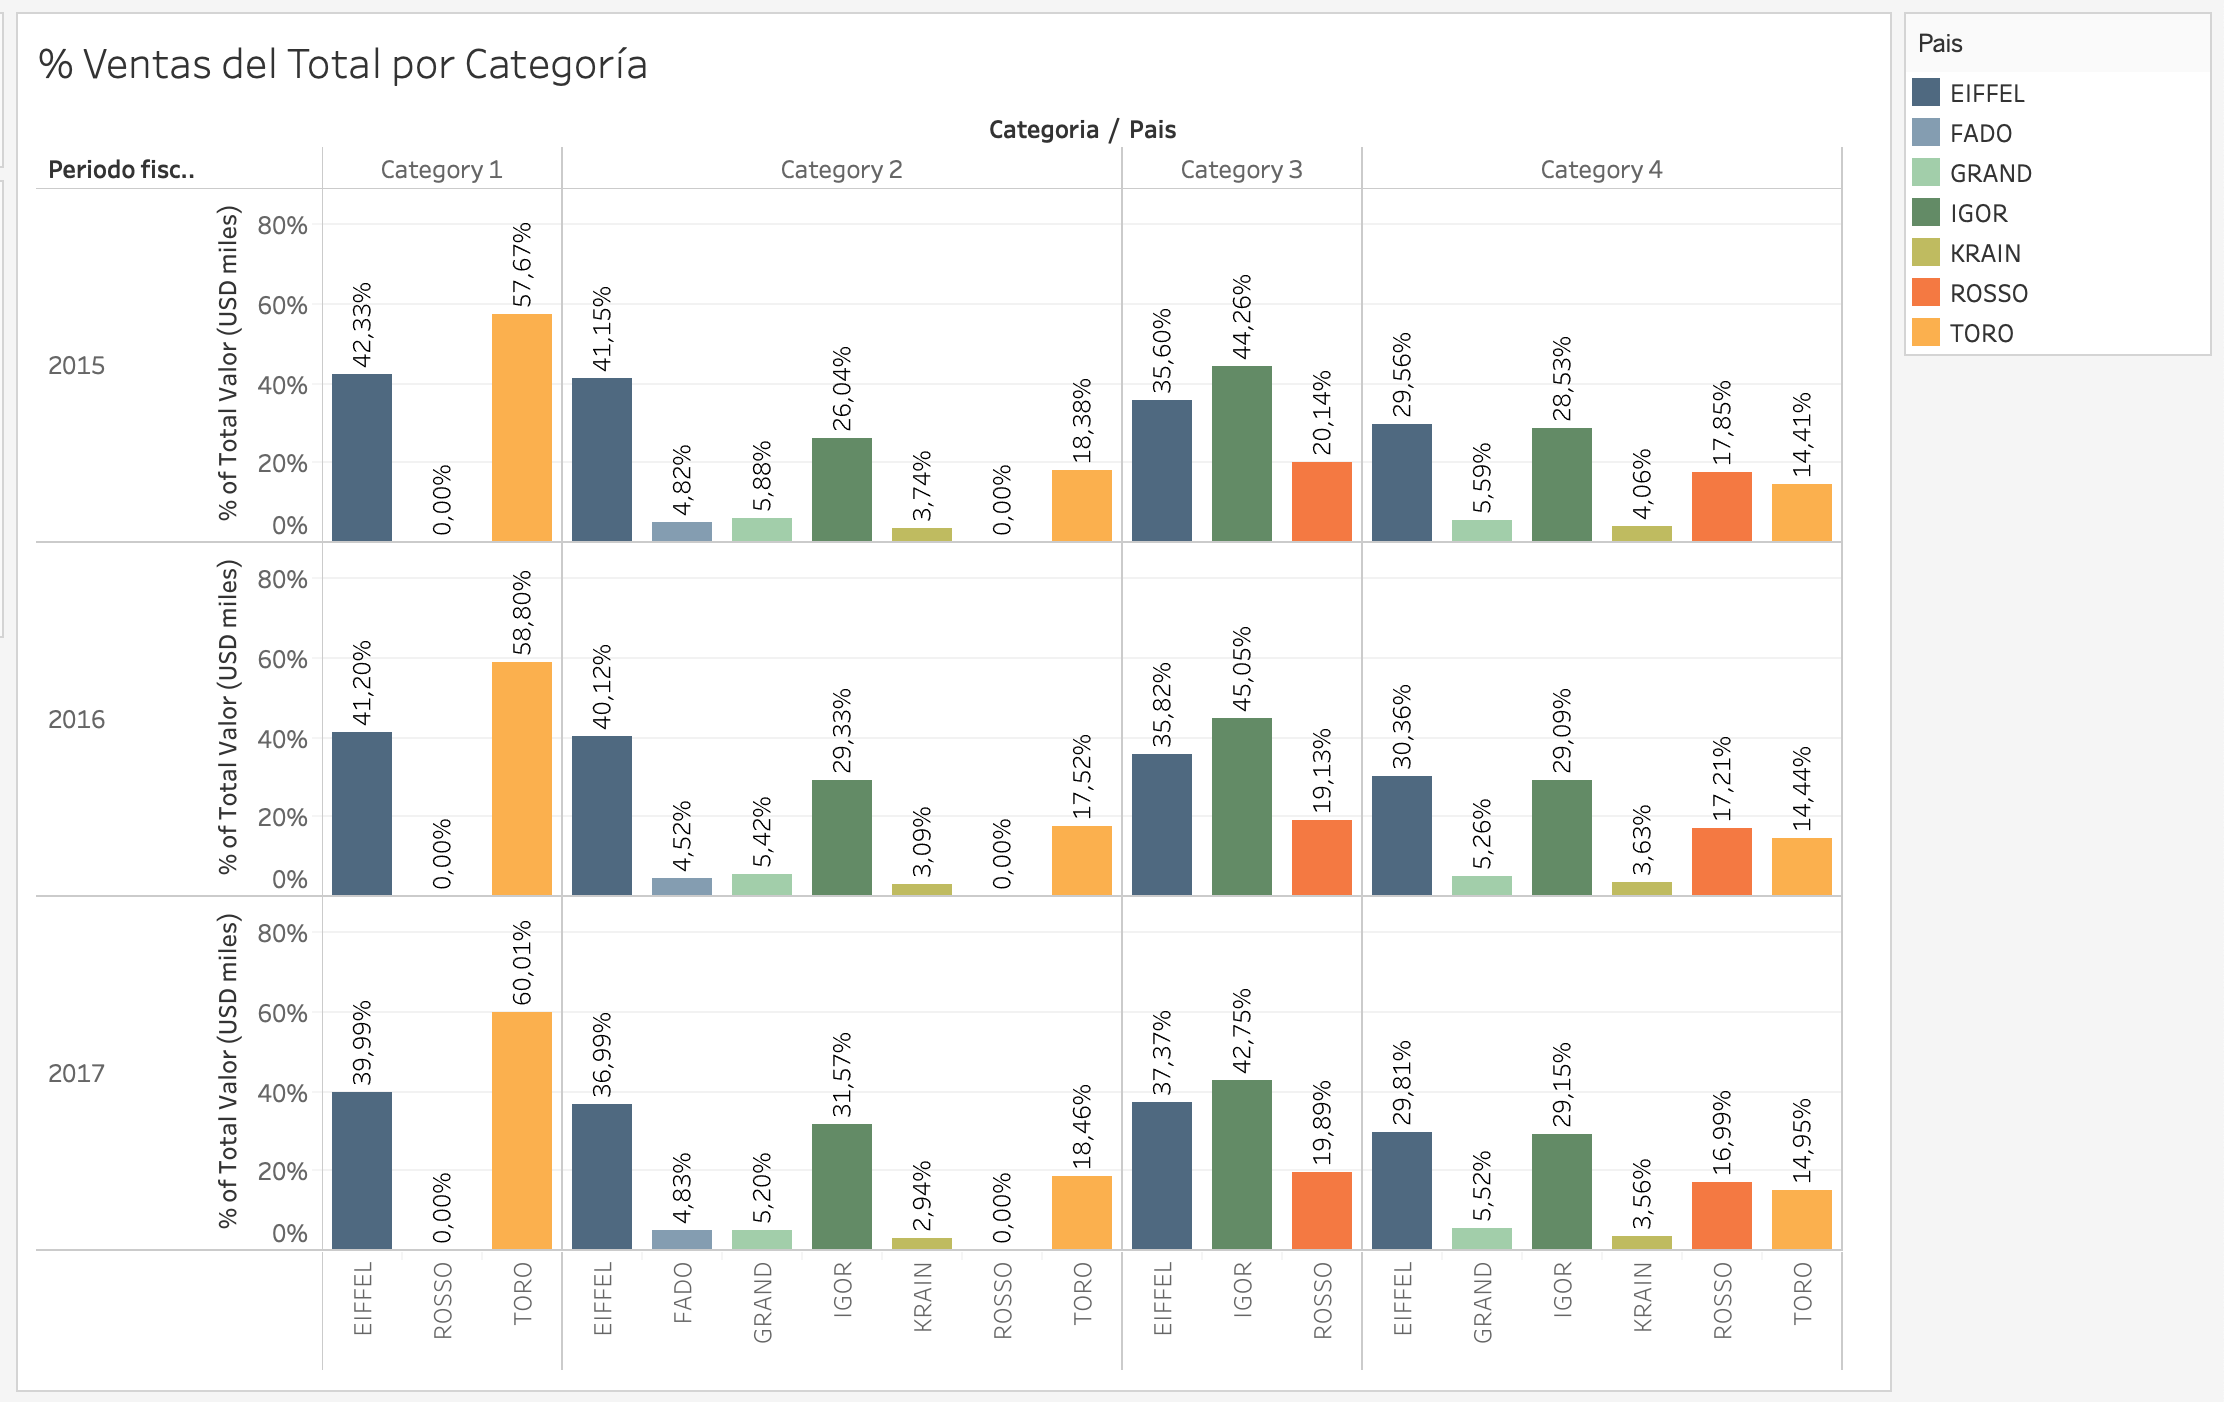 % Ventas del Total por Categoría
Categoria / Pais
Periodo fisc..
Category 1
Category 2
Category 3
Category 4
2015
% of Total Valor (USD miles)
80%
60%
40%
20%
0%
42,33%
0,00%
57,67%
41,15%
4,82%
5,88%
26,04%
3,74%
0,00%
18,38%
35,60%
44,26%
20,14%
29,56%
5,59%
28,53%
4,06%
17,85%
14,41%
2016
% of Total Valor (USD miles)
80%
60%
40%
20%
0%
41,20%
0,00%
58,80%
40,12%
4,52%
5,42%
29,33%
3,09%
0,00%
17,52%
35,82%
45,05%
19,13%
30,36%
5,26%
29,09%
3,63%
17,21%
14,44%
2017
% of Total Valor (USD miles)
80%
60%
40%
20%
0%
39,99%
0,00%
60,01%
36,99%
4,83%
5,20%
31,57%
2,94%
0,00%
18,46%
37,37%
42,75%
19,89%
29,81%
5,52%
29,15%
3,56%
16,99%
14,95%
EIFFEL
ROSSO
TORO
EIFFEL
FADO
GRAND
IGOR
KRAIN
ROSSO
TORO
EIFFEL
IGOR
ROSSO
EIFFEL
GRAND
IGOR
KRAIN
ROSSO
TORO
Pais
EIFFEL
FADO
GRAND
IGOR
KRAIN
ROSSO
TORO